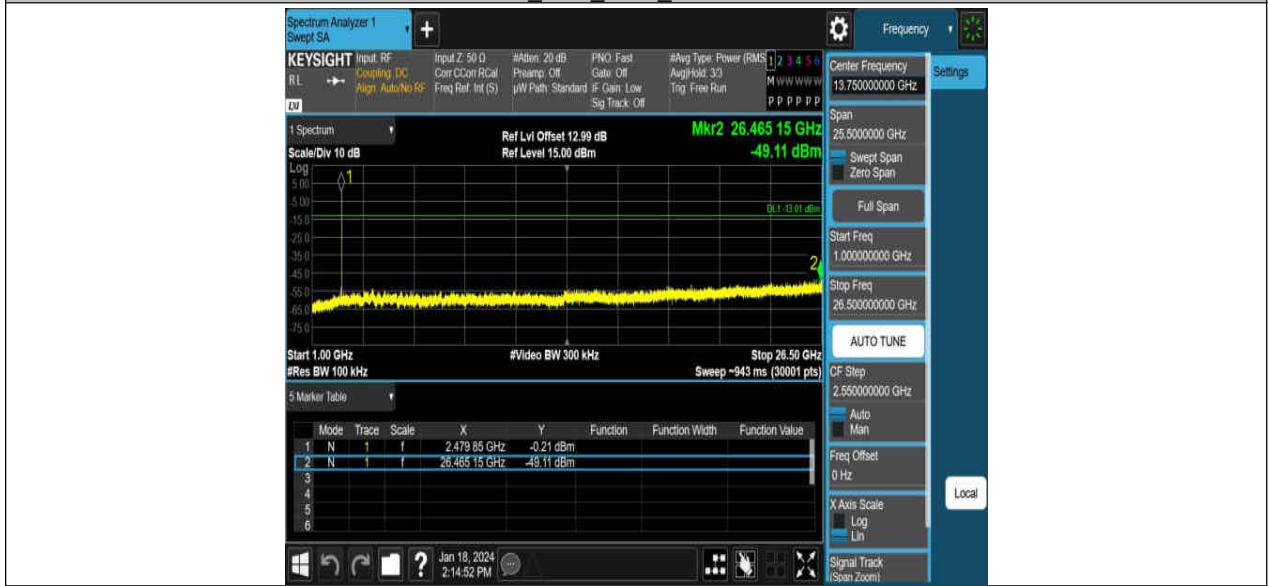 Spectrum Analyzer 1
Swept SA
+
Frequency
KEYSIGHT
RL
LXI
Input: RF
Coupling: DC
Align: Auto/No RF
Input Z: 50 Ω
Corr CCorr RCal
Freq Ref: Int (S)
#Atten: 20 dB
Preamp: Off
µW Path: Standard
PNO: Fast
Gate: Off
IF Gain: Low
Sig Track: Off
#Avg Type: Power (RMS
Avg|Hold: 3/3
Trig: Free Run
1 2 3 4 5 6
M W W W W W
P P P P P P
Center Frequency
13.750000000 GHz
Settings
Span
25.5000000 GHz
Swept Span
Zero Span
Full Span
Start Freq
1.000000000 GHz
Stop Freq
26.500000000 GHz
AUTO TUNE
CF Step
2.550000000 GHz
Auto
Man
Freq Offset
0 Hz
X Axis Scale
Log
Lin
Signal Track
(Span Zoom)
Local
1 Spectrum
Scale/Div 10 dB
Log
Ref Lvl Offset 12.99 dB
Ref Level 15.00 dBm
Mkr2 26.465 15 GHz
-49.11 dBm
5.00
-5.00
-15.0
-25.0
-35.0
-45.0
-55.0
-65.0
-75.0
1
DL1 -13.01 dBm
2
Start 1.00 GHz
#Res BW 100 kHz
#Video BW 300 kHz
Stop 26.50 GHz
Sweep ~943 ms (30001 pts)
5 Marker Table
Mode Trace Scale X Y Function Function Width Function Value
1 N 1 f 2.479 85 GHz -0.21 dBm
2 N 1 f 26.465 15 GHz -49.11 dBm
3
4
5
6
?
Jan 18, 2024
2:14:52 PM